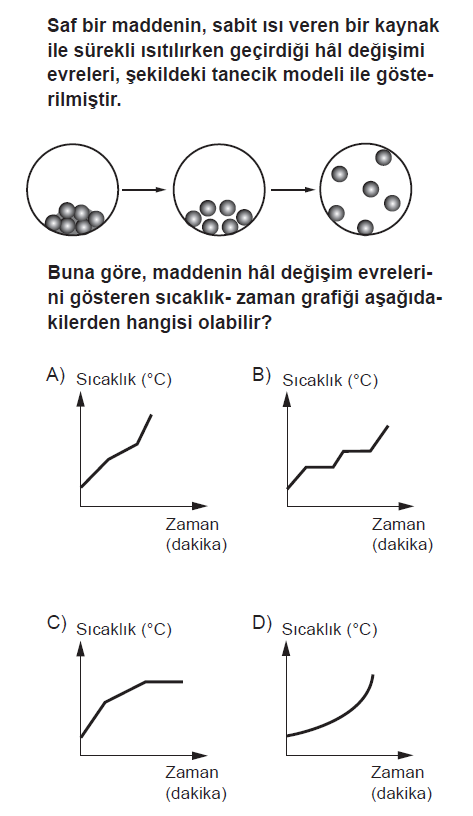 Saf bir maddenin, sabit ısı veren bir kaynak
ile sürekli ısıtılırken geçirdiği hâl değişimi
evreleri, şekildeki tanecik modeli ile göste-
rilmiştir.
Buna göre, maddenin hâl değişim evreleri-
ni gösteren sıcaklık- zaman grafiği aşağıda-
kilerden hangisi olabilir?
A) Sıcaklık (°C)
Zaman
(dakika)
B) Sıcaklık (°C)
Zaman
(dakika)
C) Sıcaklık (°C)
Zaman
(dakika)
D) Sıcaklık (°C)
Zaman
(dakika)